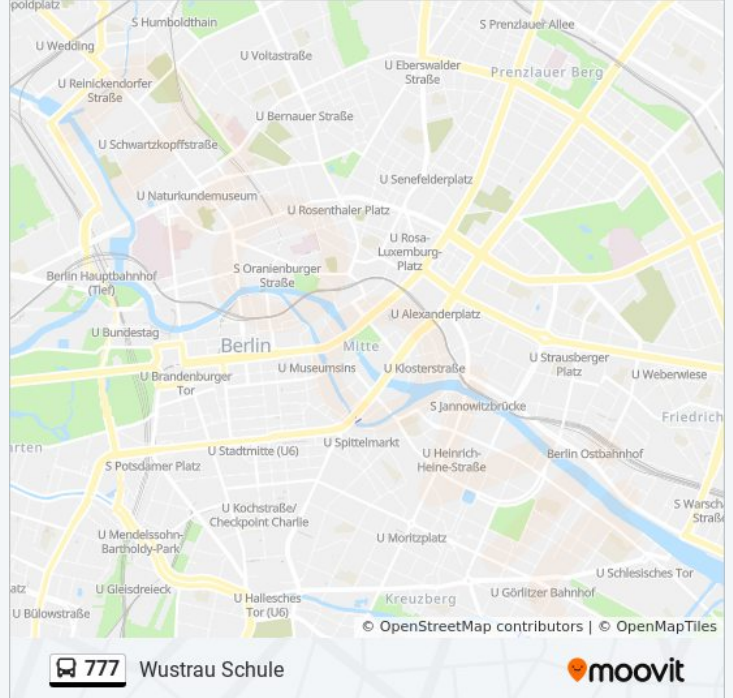 poldplatz
S Humboldthain
S Prenzlauer Allee
U Wedding
U Voltastraße
U Eberswalder
Straße
Prenzlauer Berg
U Reinickendorfer
Straße
U Bernauer Straße
U Schwartzkopffstraße
U Senefelderplatz
U Naturkundemuseum
U Rosenthaler Platz
U Rosa-
Luxemburg-
Platz
Berlin Hauptbahnhof
(Tief)
S Oranienburger
Straße
U Alexanderplatz
U Bundestag
Berlin
Mitte
U Museumsins
U Klosterstraße
U Strausberger
Platz
U Weberwiese
U Brandenburger
Tor
S Jannowitzbrücke
Friedrich
rten
U Stadtmitte (U6)
U Spittelmarkt
U Heinrich-
Heine-Straße
Berlin Ostbahnhof
S Potsdamer Platz
S Warsch
Straße
U Kochstraße/
Checkpoint Charlie
U Mendelssohn-
Bartholdy-Park
U Moritzplatz
U Schlesisches Tor
atz
U Gleisdreieck
U Hallesches
Tor (U6)
Kreuzberg
U Görlitzer Bahnhof
U Bülowstraße
© OpenStreetMap contributors | © OpenMapTiles
777 Wustrau Schule
moovit